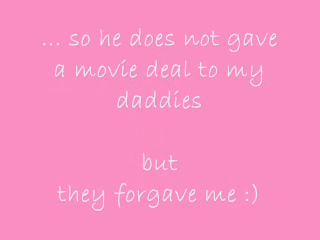 ... so he does not gave
a movie deal to my
daddies
but
they forgave me :)